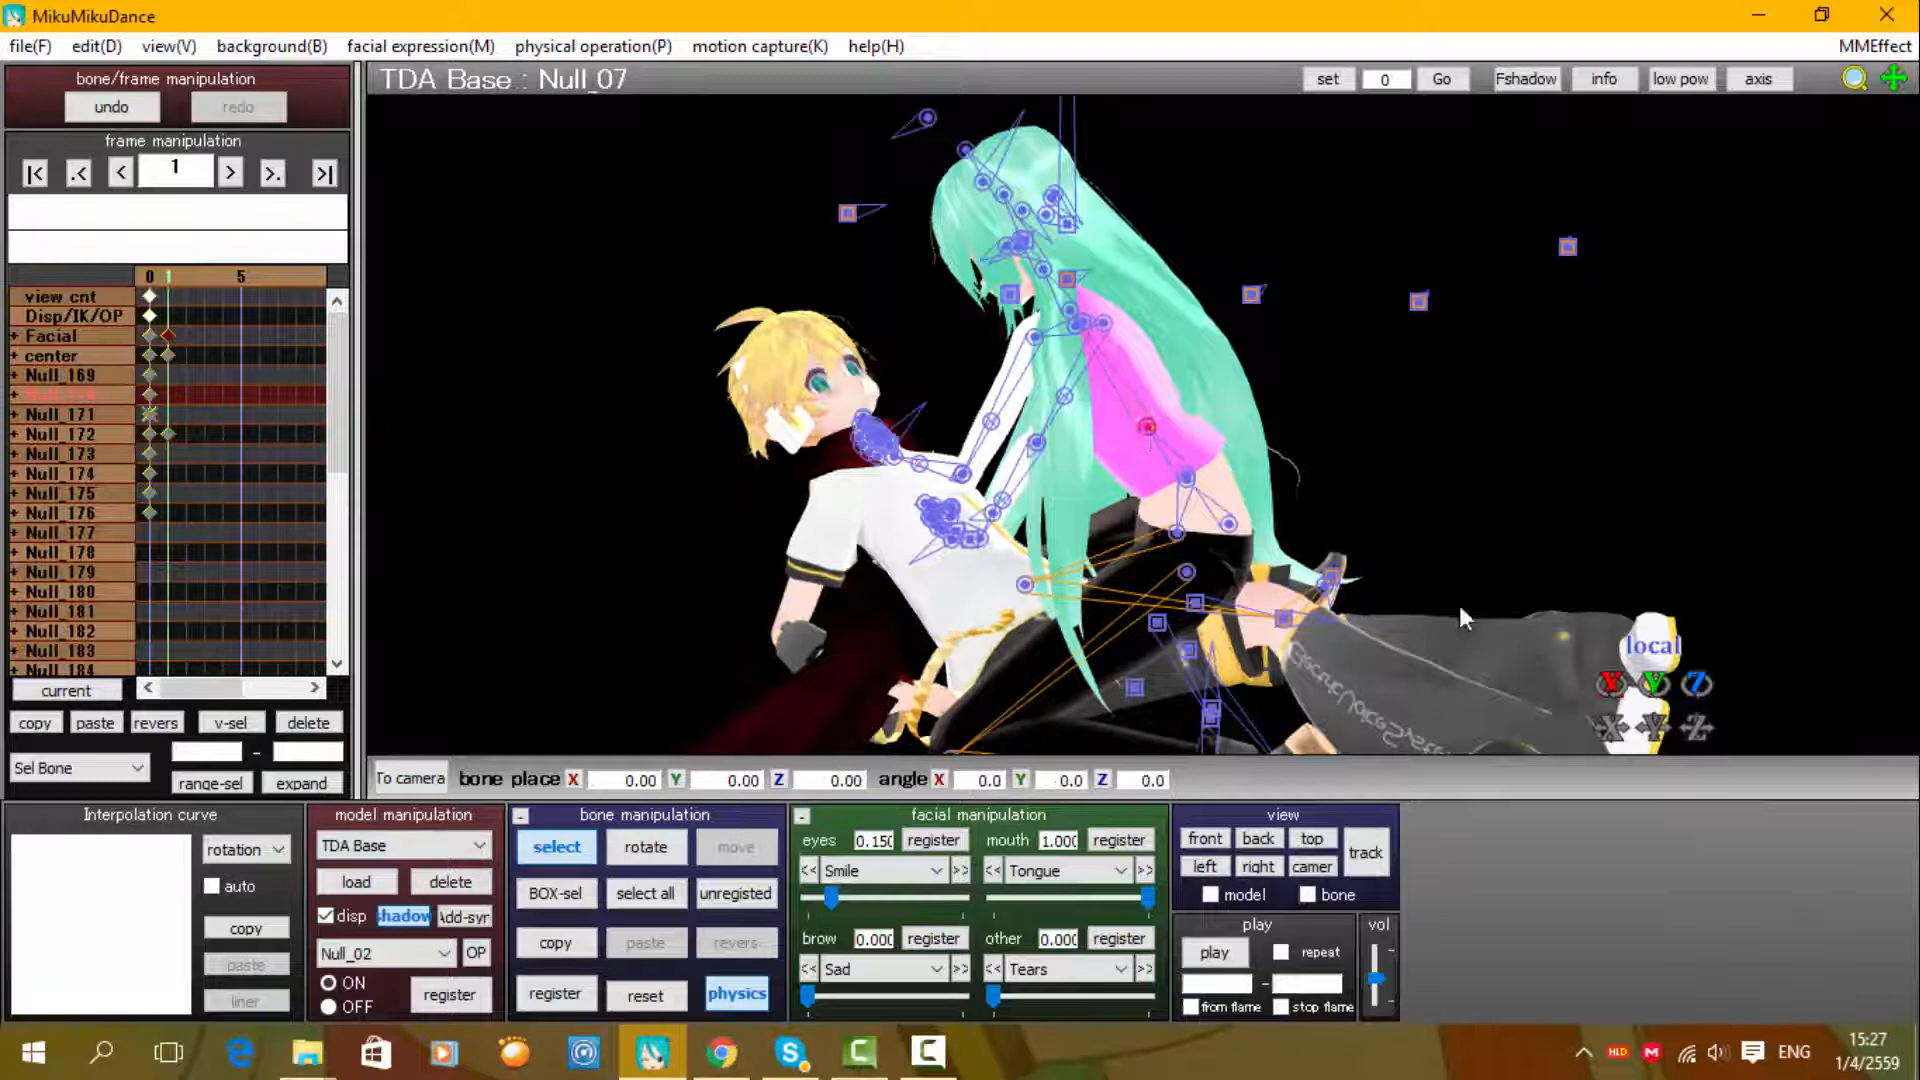 MikuMikuDance
file(F) edit(D) view(V) background(B) facial expression(M) physical operation(P) motion capture(K) help(H) MMEffect
bone/frame manipulation
undo redo
frame manipulation
|< .< < 1 > >. >|
TDA Base : Null_07
set 0 Go Fshadow info low pow axis
0 1 5
view cnt
Disp/IK/OP
+ Facial
+ center
+ Null_169
+ Null_170
+ Null_171
+ Null_172
+ Null_173
+ Null_174
+ Null_175
+ Null_176
+ Null_177
+ Null_178
+ Null_179
+ Null_180
+ Null_181
+ Null_182
+ Null_183
+ Null_184
current < >
copy paste revers v-sel delete
-
Sel Bone
range-sel expand
local
X Y Z
X Y Z
To camera bone place X 0.00 Y 0.00 Z 0.00 angle X 0.0 Y 0.0 Z 0.0
Interpolation curve
rotation
auto
copy
paste
liner
model manipulation
TDA Base
load delete
disp shadow Add-syn
Null_02 OP
ON
OFF
register
- bone manipulation
select rotate move
BOX-sel select all unregisted
copy paste revers
register reset physics
- facial manipulation
eyes 0.150 register mouth 1.000 register
<< Smile >> << Tongue >>
brow 0.000 register other 0.000 register
<< Sad >> << Tears >>
view
front back top
left right camer
track
model bone
play
play repeat
-
from flame stop flame
vol
HLD M ENG
15:27
1/4/2559